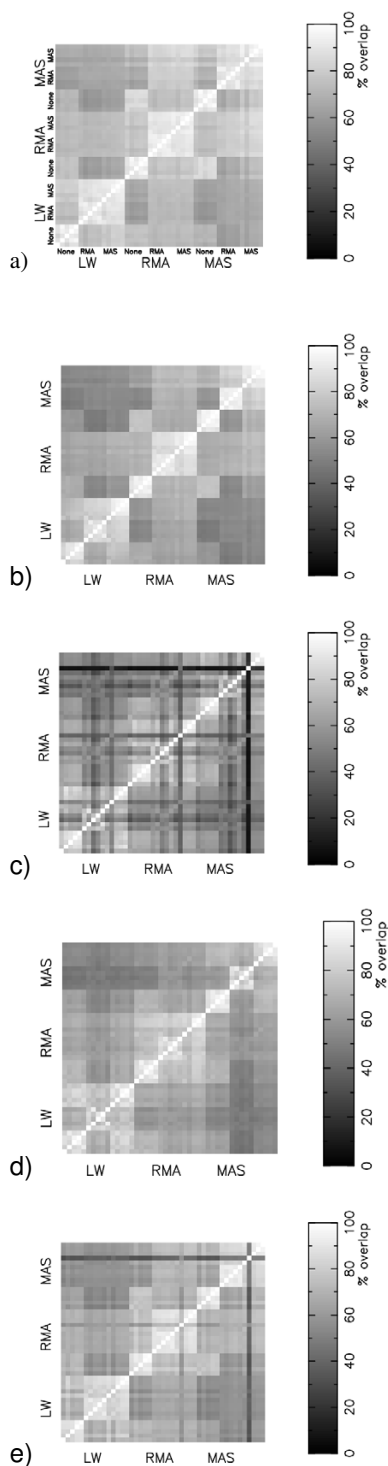 MAS RMA LW
MAS RMA None MAS RMA None MAS RMA None
None RMA MAS None RMA MAS None RMA MAS
LW RMA MAS
0 20 40 60 80 100
% overlap
a)
MAS RMA LW
LW RMA MAS
0 20 40 60 80 100
% overlap
b)
MAS RMA LW
LW RMA MAS
0 20 40 60 80 100
% overlap
c)
MAS RMA LW
LW RMA MAS
0 20 40 60 80 100
% overlap
d)
MAS RMA LW
LW RMA MAS
0 20 40 60 80 100
% overlap
e)